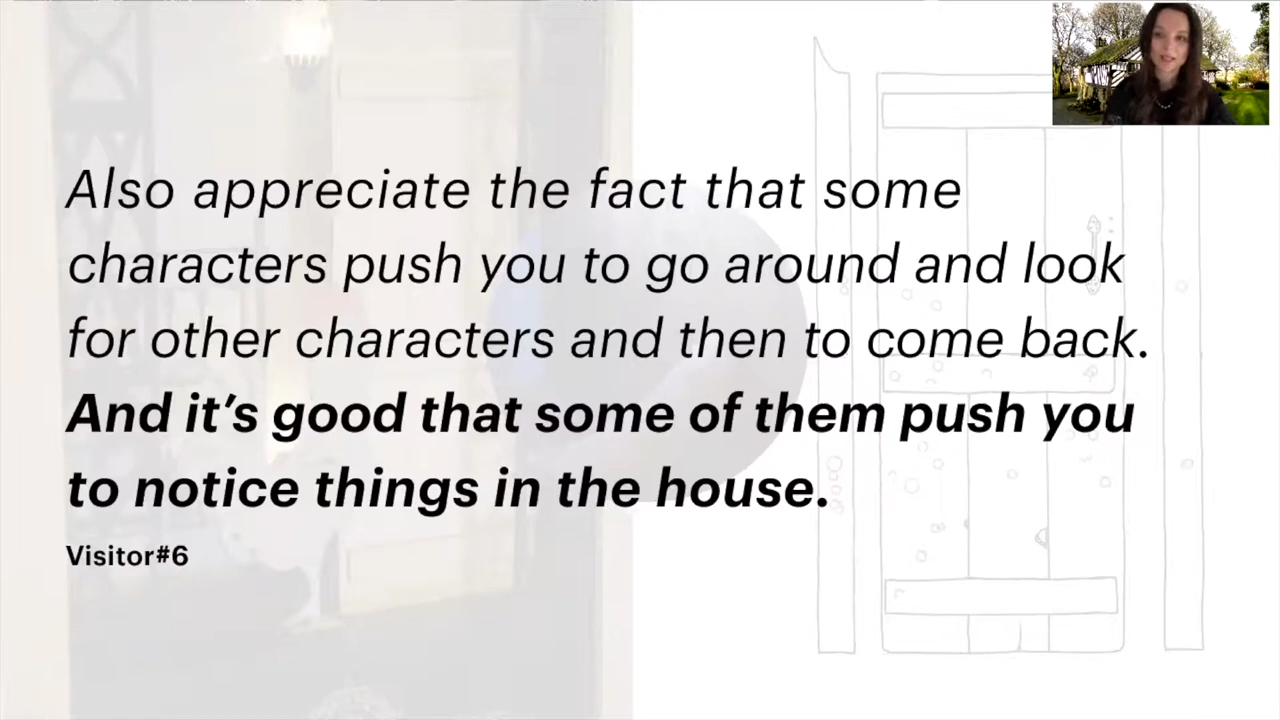 Also appreciate the fact that some
characters push you to go around and look
for other characters and then to come back.
And it’s good that some of them push you
to notice things in the house.
Visitor#6